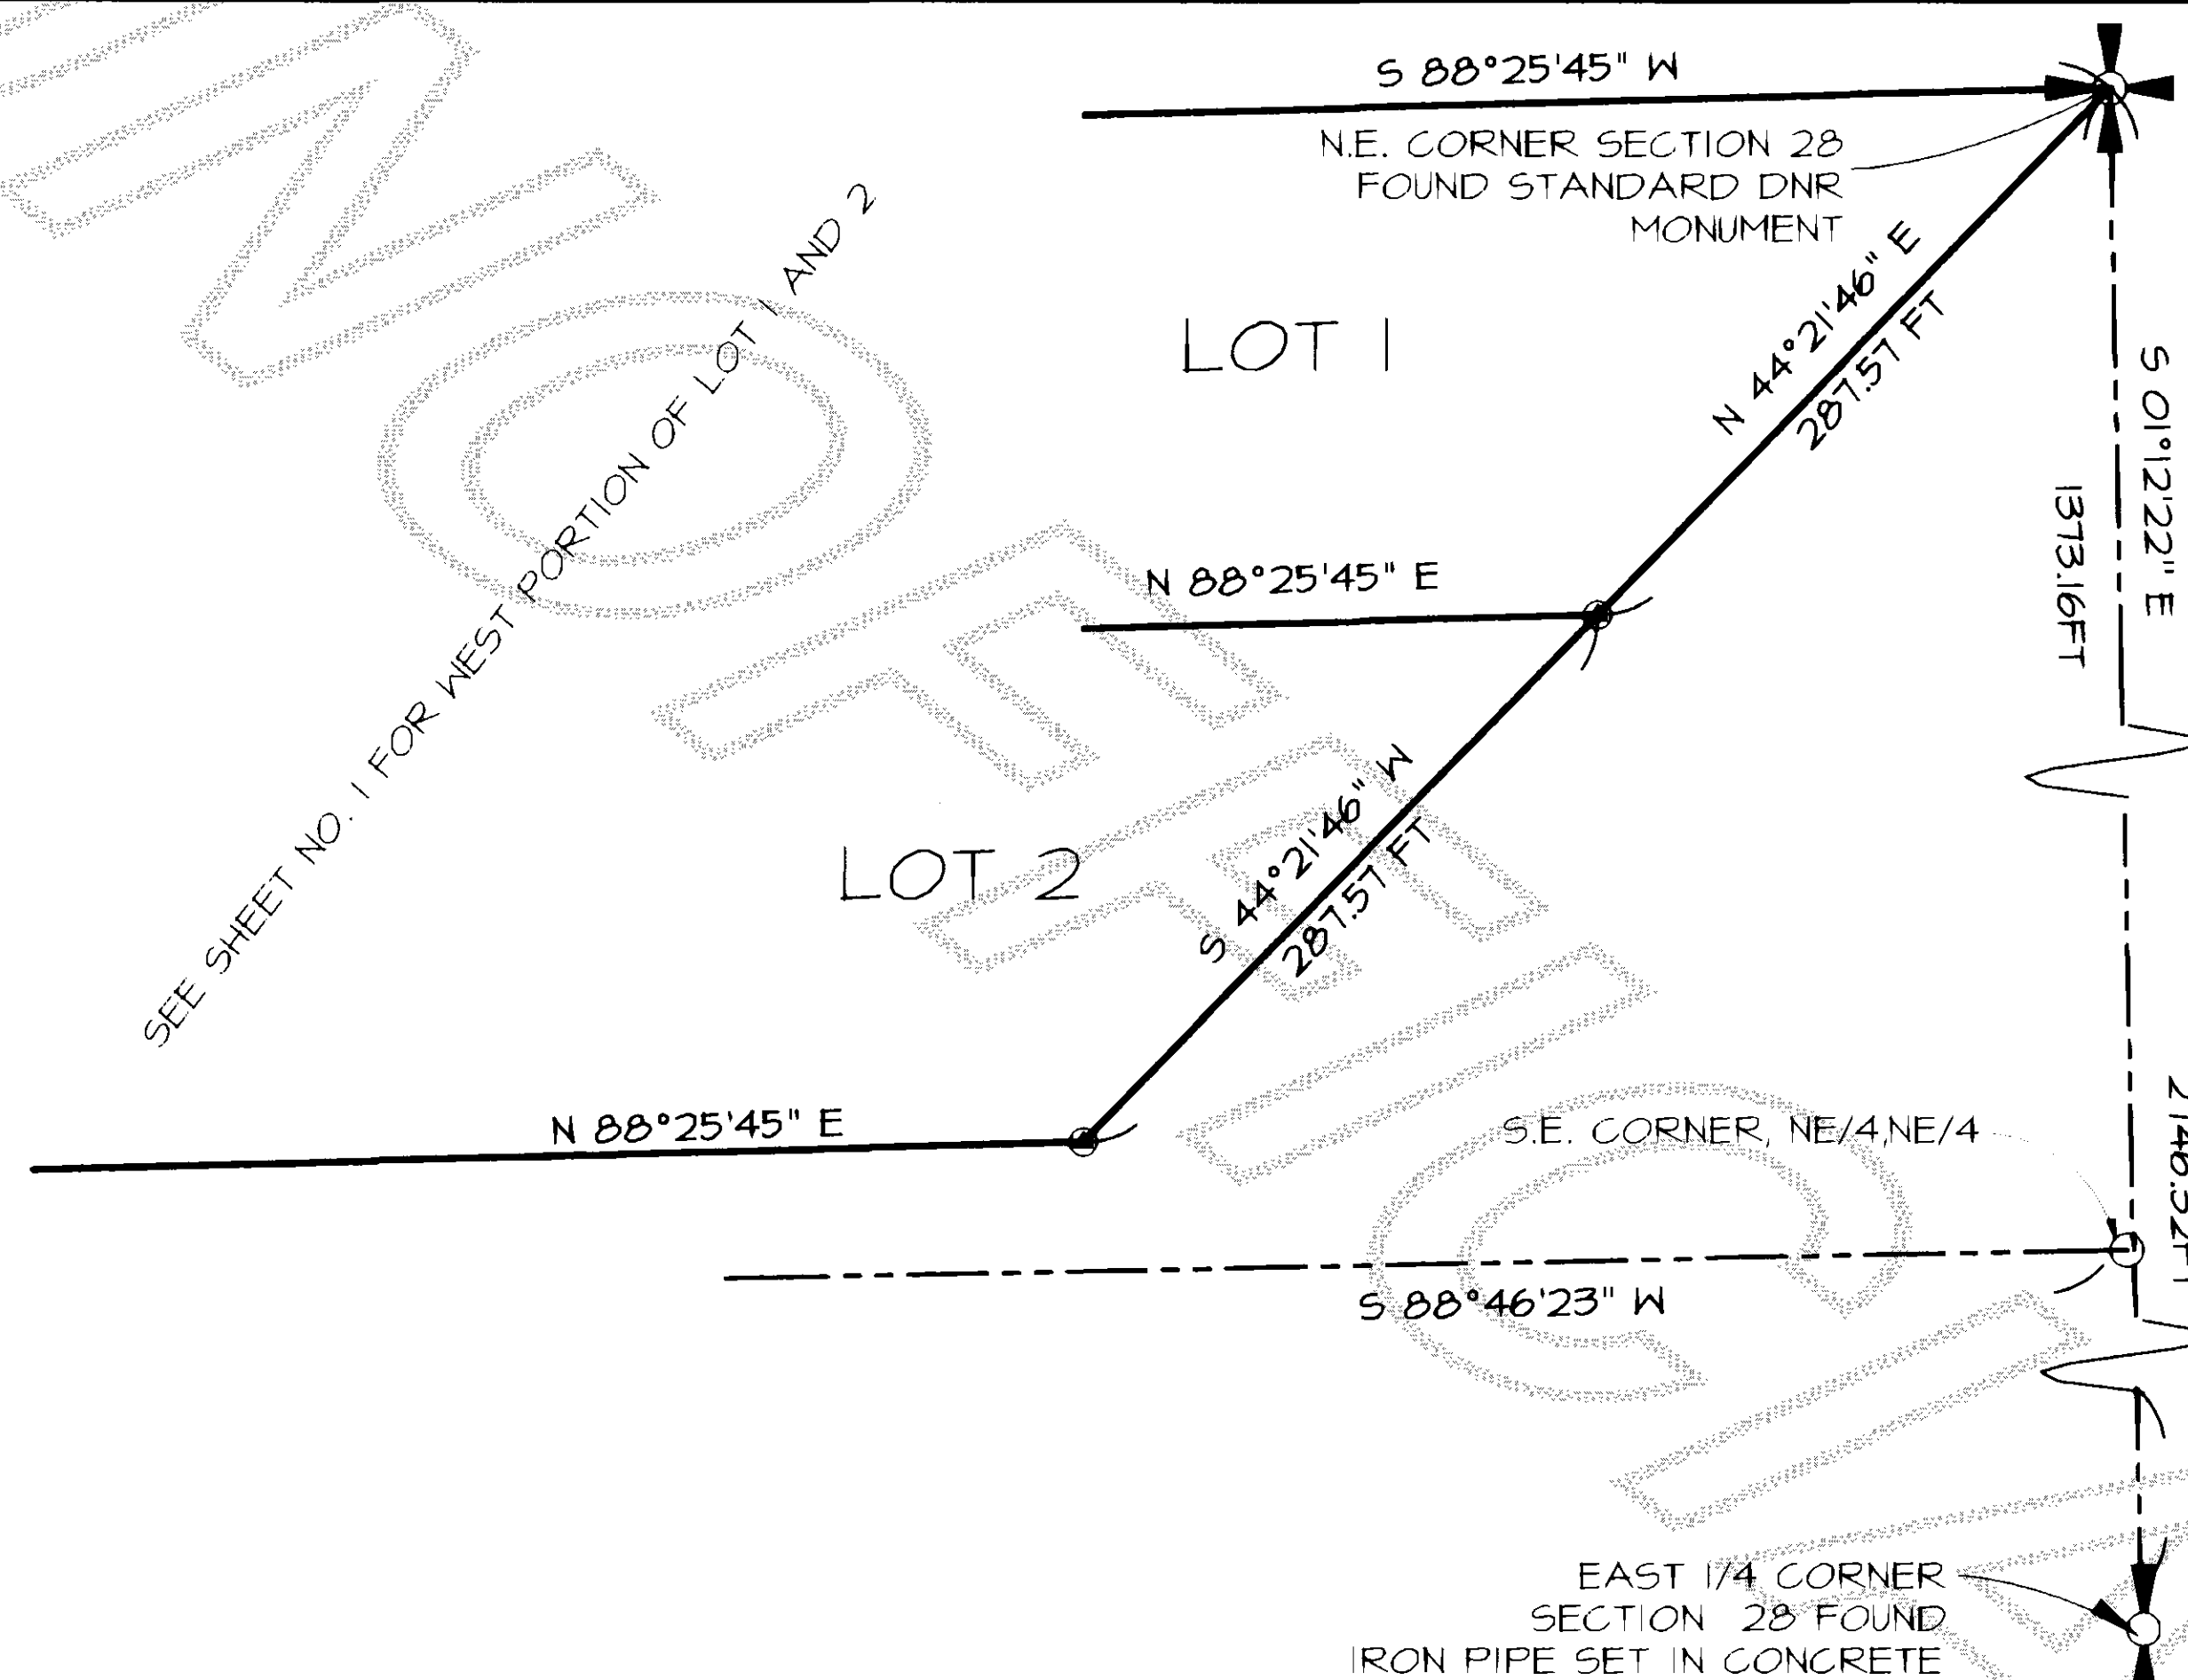 S 88°25'45" W
N.E. CORNER SECTION 28
FOUND STANDARD DNR
MONUMENT
SEE SHEET NO. 1 FOR WEST PORTION OF LOT 1 AND 2
LOT 1
N 44°21'46" E
287.57 FT
S 01°12'22" E
1373.16FT
N 88°25'45" E
LOT 2
S 44°21'46" W
287.57 FT
N 88°25'45" E
S.E. CORNER, NE/4,NE/4
S 88°46'23" W
EAST 1/4 CORNER
SECTION 28 FOUND
IRON PIPE SET IN CONCRETE
UNOFFICIAL